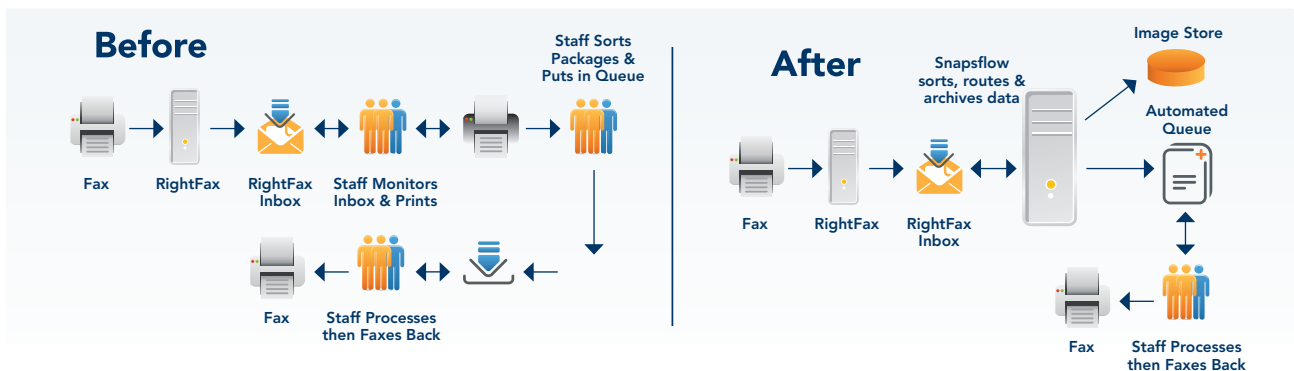 Before
Staff Sorts
Packages &
Puts in Queue
Fax
RightFax
RightFax
Inbox
Staff Monitors
Inbox & Prints
Fax
Staff Processes
then Faxes Back
After
Image Store
Snapsflow
sorts, routes &
archives data
Automated
Queue
Fax
RightFax
RightFax
Inbox
Fax
Staff Processes
then Faxes Back